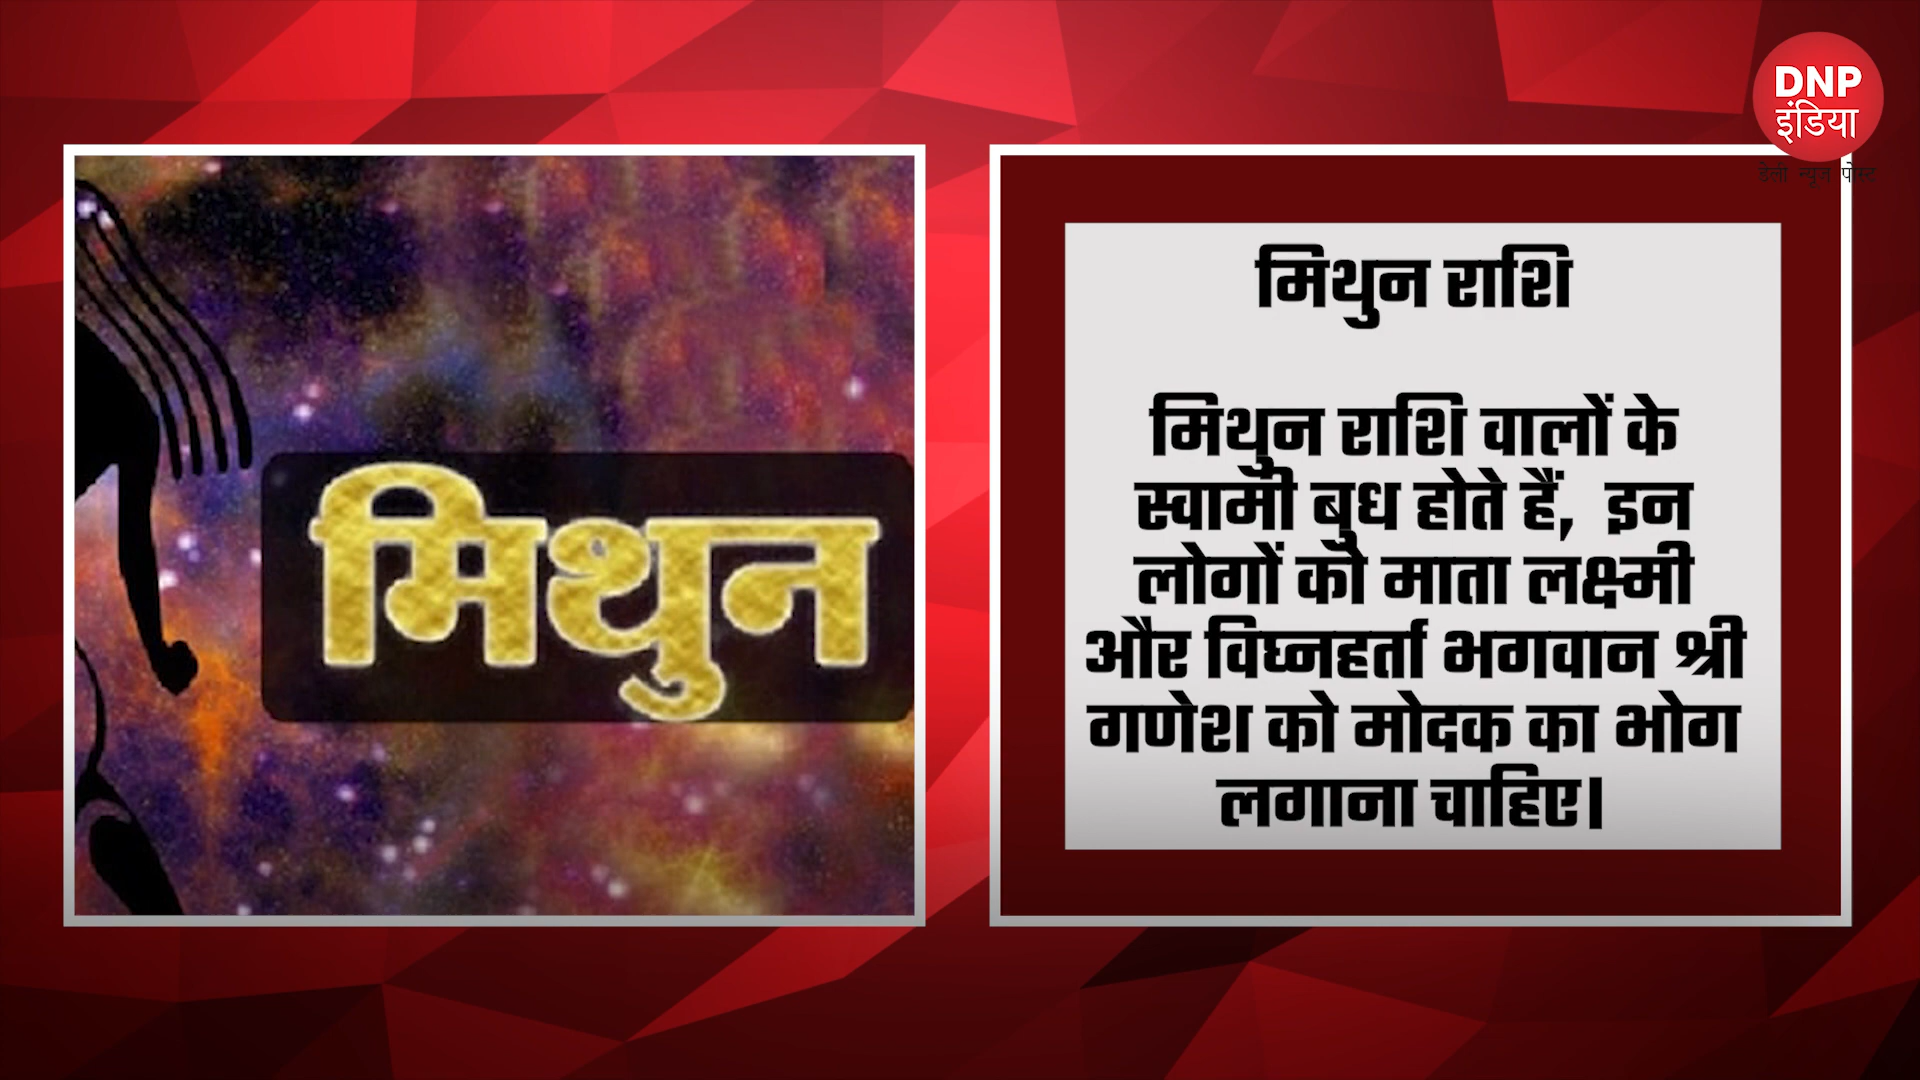 DNP
इंडिया
डेली न्यूज पोस्ट
मिथुन
मिथुन राशि
मिथुन राशि वालों के
स्वामी बुध होते हैं, इन
लोगों को माता लक्ष्मी
और विघ्नहर्ता भगवान श्री
गणेश को मोदक का भोग
लगाना चाहिए।